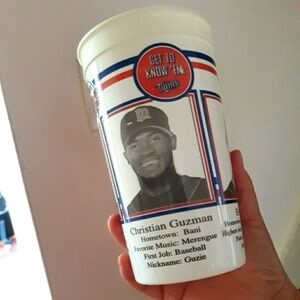 GET TO
KNOW 'EM
Twins
Christian Guzman
Hometown: Bani
Favorite Music: Merengue
First Job: Baseball
Nickname: Guzie